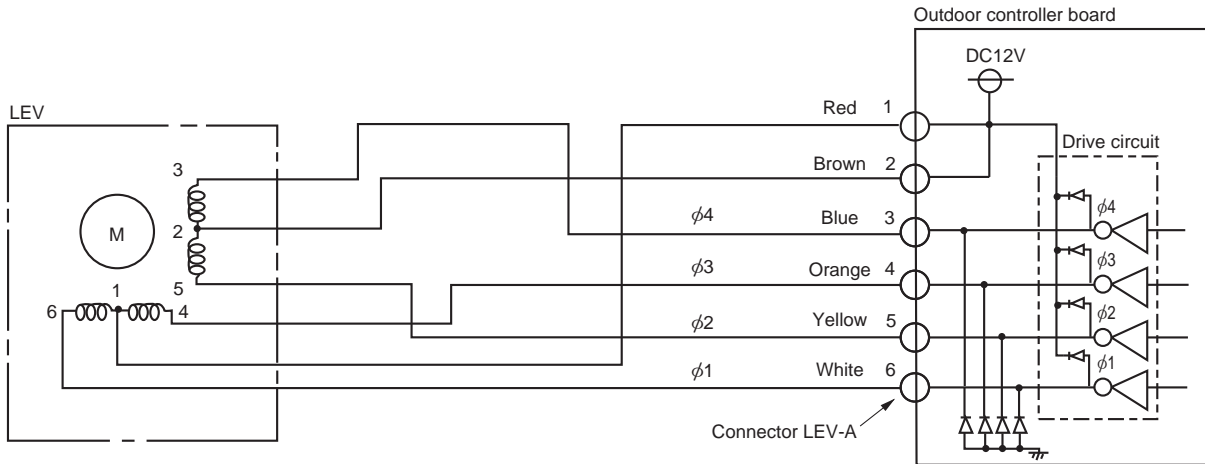 Outdoor controller board
DC12V
LEV
Red 1
Drive circuit
3
Brown 2
ϕ4
M
2
ϕ4 Blue 3
ϕ3
5
ϕ3 Orange 4
1
6 4
ϕ2
ϕ2 Yellow 5
ϕ1
ϕ1 White 6
Connector LEV-A